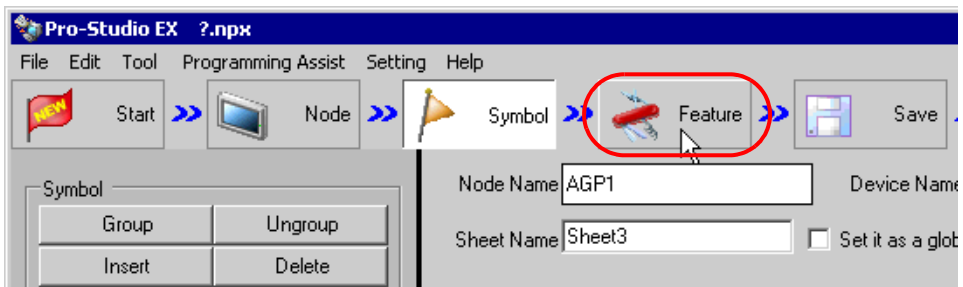 Pro-Studio EX ?.npx
File Edit Tool Programming Assist Setting Help
NEW Start Node Symbol Feature Save
Symbol
Group Ungroup
Insert Delete
Node Name AGP1 Device Name
Sheet Name Sheet3 Set it as a glob